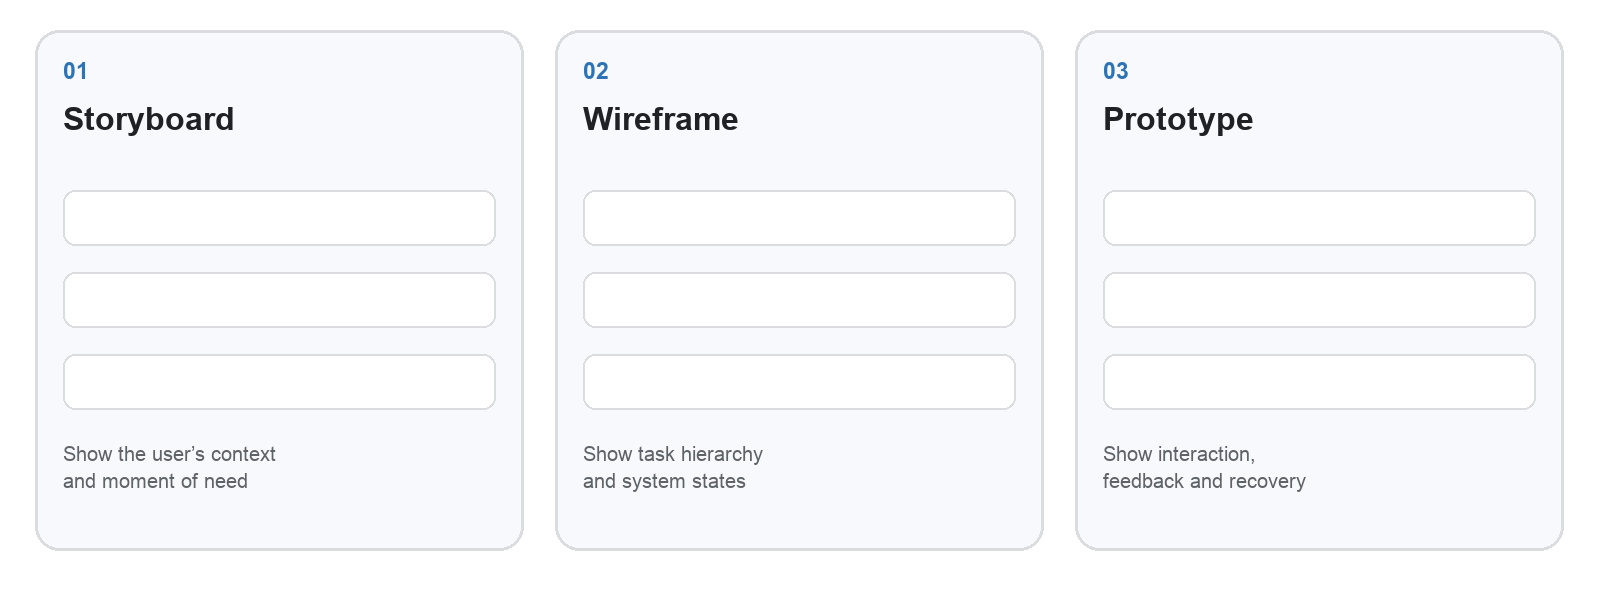 01
Storyboard
Show the user’s context
and moment of need
02
Wireframe
Show task hierarchy
and system states
03
Prototype
Show interaction,
feedback and recovery